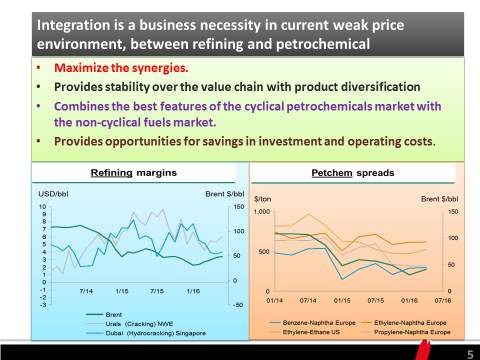 Integration is a business necessity in current weak price
environment, between refining and petrochemical
• Maximize the synergies.
• Provides stability over the value chain with product diversification
• Combines the best features of the cyclical petrochemicals market with
the non-cyclical fuels market.
• Provides opportunities for savings in investment and operating costs.
Refining margins
USD/bbl Brent $/bbl
10 150
9
8
7 100
6
5
4 50
3
2
1
0 0
-1 7/14 1/15 7/15 1/16
-2
-3 -50
Brent
Urals (Cracking) NWE
Dubai (Hydrocracking) Singapore
Petchem spreads
$/ton Brent $/bbl
1,000 150
100
500
50
0 0
01/14 07/14 01/15 07/15 01/16 07/16
Benzene-Naphtha Europe Ethylene-Naphtha Europe
Ethylene-Ethane US Propylene-Naphtha Europe
5